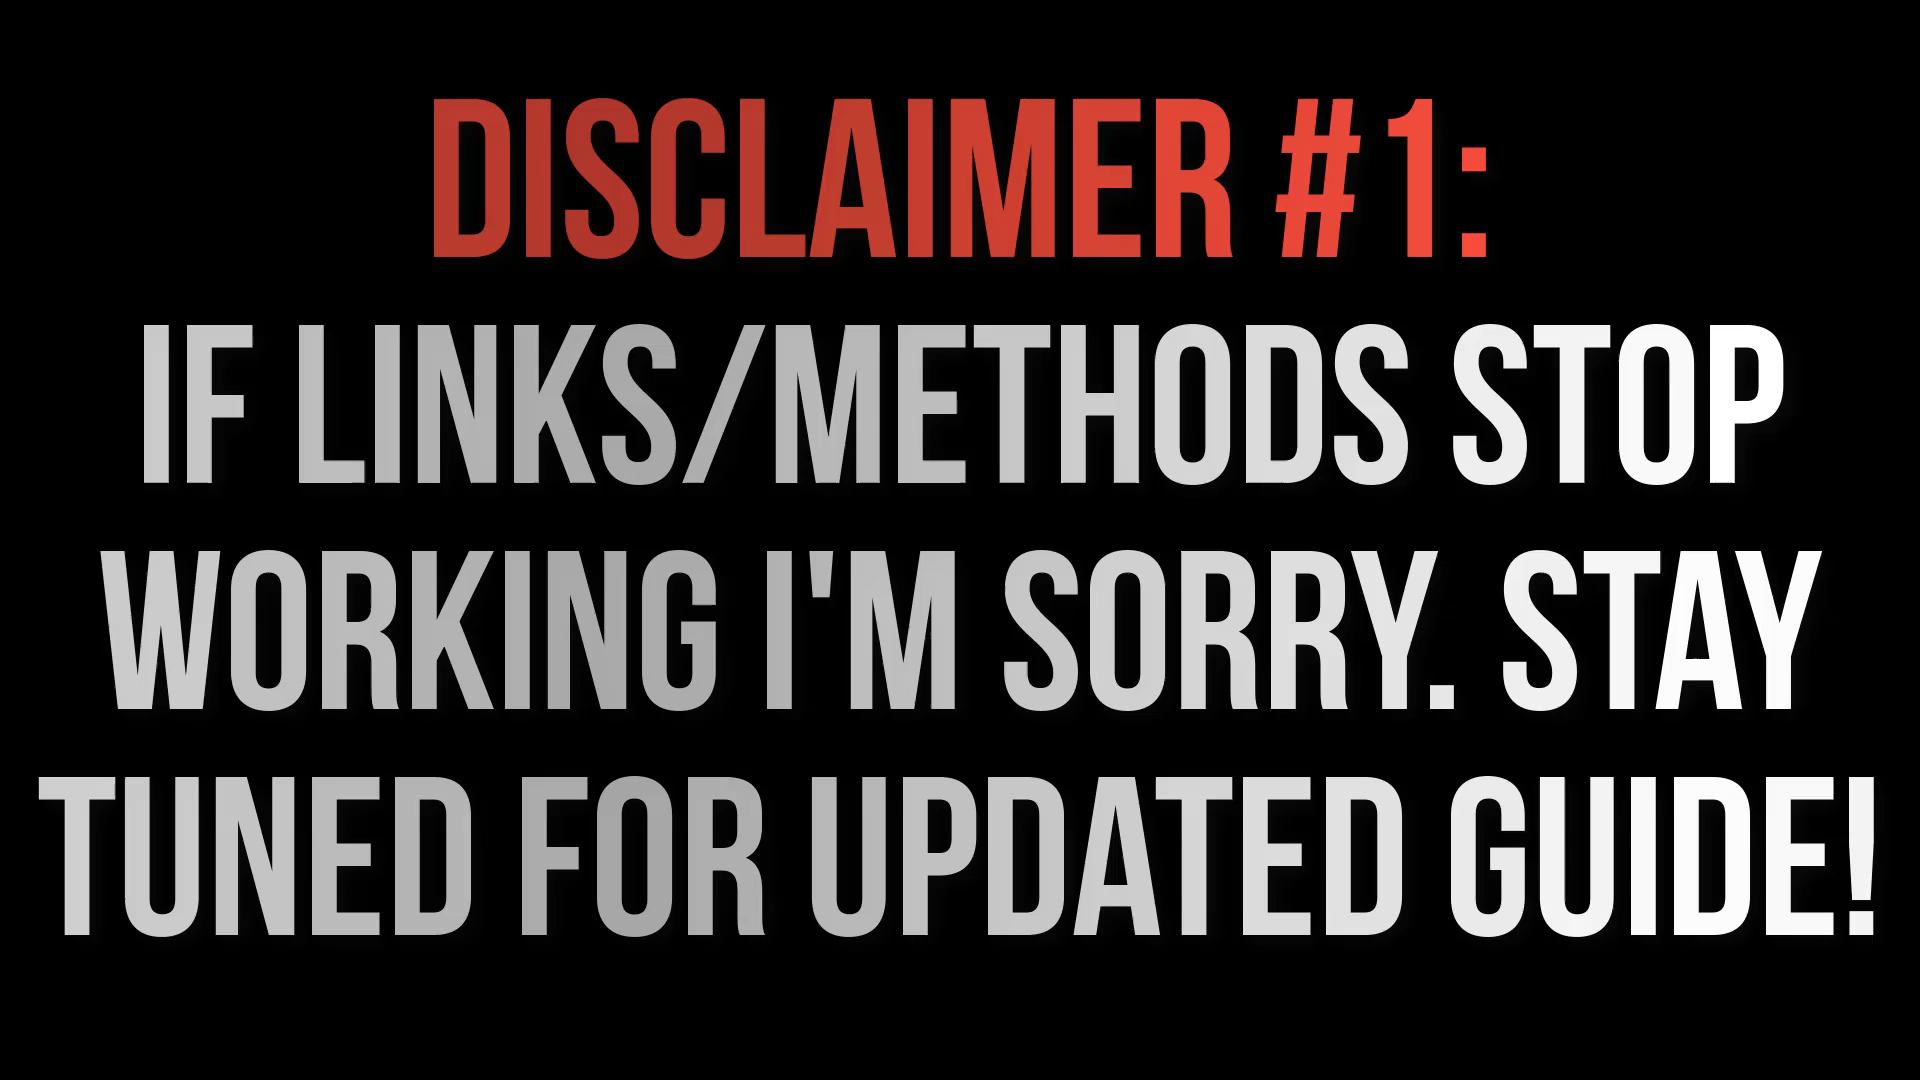 DISCLAIMER #1:
IF LINKS/METHODS STOP
WORKING I'M SORRY. STAY
TUNED FOR UPDATED GUIDE!